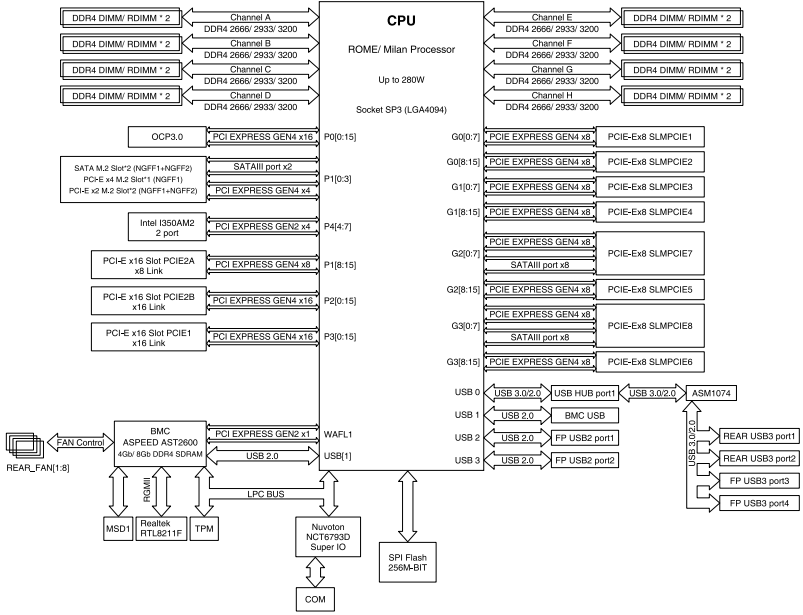 CPU
ROME/ Milan Processor
Up to 280W
Socket SP3 (LGA4094)
DDR4 DIMM/ RDIMM * 2
Channel A
DDR4 2666/ 2933/ 3200
DDR4 DIMM/ RDIMM * 2
Channel B
DDR4 2666/ 2933/ 3200
DDR4 DIMM/ RDIMM * 2
Channel C
DDR4 2666/ 2933/ 3200
DDR4 DIMM/ RDIMM * 2
Channel D
DDR4 2666/ 2933/ 3200
Channel E
DDR4 DIMM/ RDIMM * 2
DDR4 2666/ 2933/ 3200
Channel F
DDR4 DIMM/ RDIMM * 2
DDR4 2666/ 2933/ 3200
Channel G
DDR4 DIMM/ RDIMM * 2
DDR4 2666/ 2933/ 3200
Channel H
DDR4 DIMM/ RDIMM * 2
DDR4 2666/ 2933/ 3200
OCP3.0
PCI EXPRESS GEN4 x16
P0[0:15]
SATA M.2 Slot*2 (NGFF1+NGFF2)
PCI-E x4 M.2 Slot*1 (NGFF1)
PCI-E x2 M.2 Slot*2 (NGFF1+NGFF2)
SATAIII port x2
PCI EXPRESS GEN4 x4
P1[0:3]
Intel I350AM2
2 port
PCI EXPRESS GEN2 x4
P4[4:7]
PCI-E x16 Slot PCIE2A
x8 Link
PCI EXPRESS GEN4 x8
P1[8:15]
PCI-E x16 Slot PCIE2B
x16 Link
PCI EXPRESS GEN4 x16
P2[0:15]
PCI-E x16 Slot PCIE1
x16 Link
PCI EXPRESS GEN4 x16
P3[0:15]
G0[0:7]
PCIE EXPRESS GEN4 x8
PCIE-Ex8 SLMPCIE1
G0[8:15]
PCIE EXPRESS GEN4 x8
PCIE-Ex8 SLMPCIE2
G1[0:7]
PCIE EXPRESS GEN4 x8
PCIE-Ex8 SLMPCIE3
G1[8:15]
PCIE EXPRESS GEN4 x8
PCIE-Ex8 SLMPCIE4
G2[0:7]
PCIE EXPRESS GEN4 x8
SATAIII port x8
PCIE-Ex8 SLMPCIE7
G2[8:15]
PCIE EXPRESS GEN4 x8
PCIE-Ex8 SLMPCIE5
G3[0:7]
PCIE EXPRESS GEN4 x8
SATAIII port x8
PCIE-Ex8 SLMPCIE8
G3[8:15]
PCIE EXPRESS GEN4 x8
PCIE-Ex8 SLMPCIE6
USB 0
USB 3.0/2.0
USB HUB port1
USB 3.0/2.0
ASM1074
USB 1
USB 2.0
BMC USB
USB 2
USB 2.0
FP USB2 port1
USB 3
USB 2.0
FP USB2 port2
USB 3.0/2.0
REAR USB3 port1
REAR USB3 port2
FP USB3 port3
FP USB3 port4
REAR_FAN[1:8]
FAN Control
BMC
ASPEED AST2600
4Gb/ 8Gb DDR4 SDRAM
PCI EXPRESS GEN2 x1
WAFL1
USB 2.0
USB[1]
RGMII
LPC BUS
MSD1
Realtek
RTL8211F
TPM
Nuvoton
NCT6793D
Super IO
COM
SPI Flash
256M-BIT